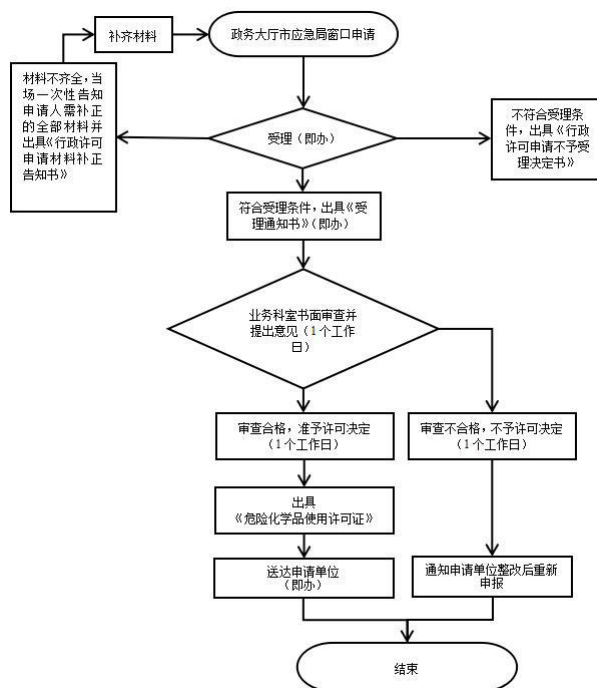 补齐材料
政务大厅市应急局窗口申请
材料不齐全，当
场一次性告知
申请人需补正
的全部材料并
出具《行政许可
申请材料补正
告知书》
受理（即办）
不符合受理条
件，出具《行政
许可申请不予受
理决定书》
符合受理条件，出具《受
理通知书》（即办）
业务科室书面审查并
提出意见（1个工作
日）
审查合格，准予许可决定
（1个工作日）
审查不合格，不予许可决定
（1个工作日）
出具
《危险化学品使用许可证》
送达申请单位
（即办）
通知申请单位整改后重新
申报
结束